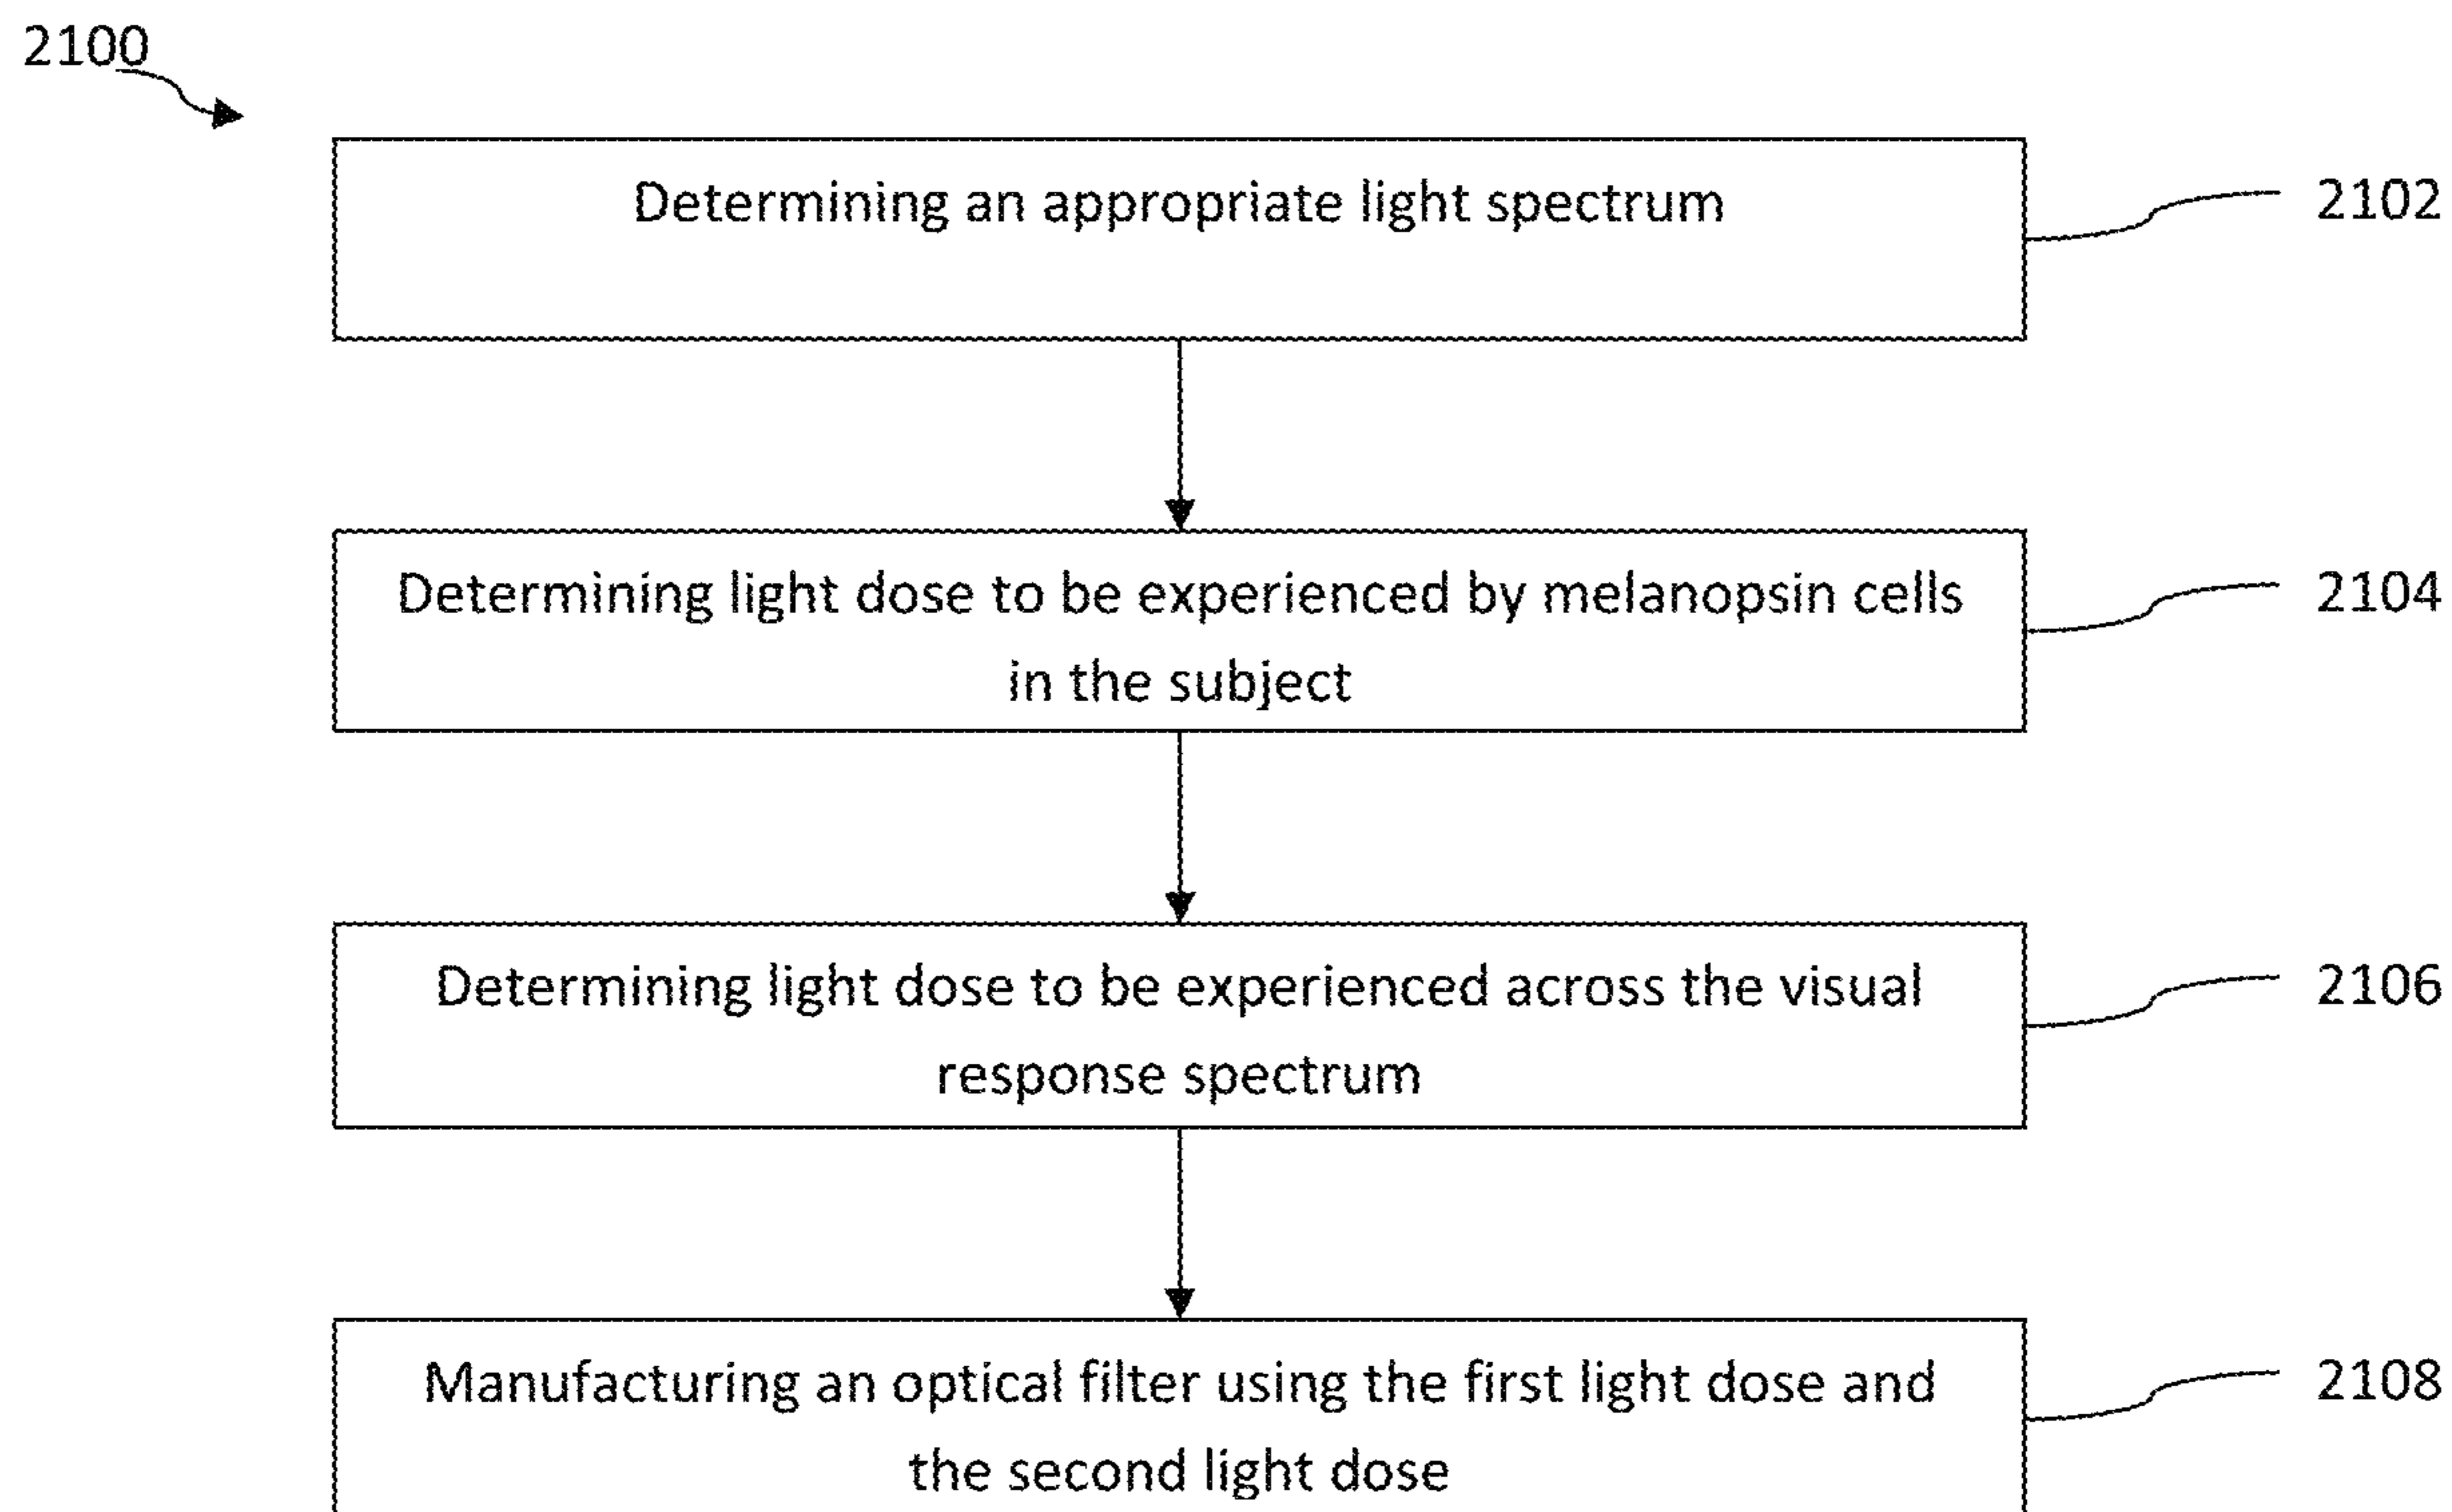 2100
Determining an appropriate light spectrum
2102
Determining light dose to be experienced by melanopsin cells
in the subject
2104
Determining light dose to be experienced across the visual
response spectrum
2106
Manufacturing an optical filter using the first light dose and
the second light dose
2108